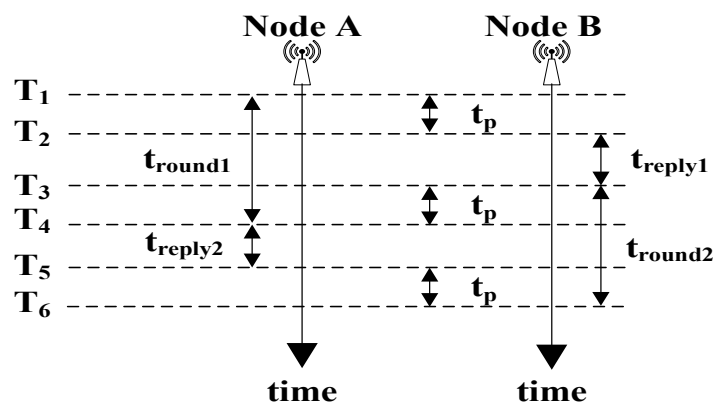 Node A
Node B
T1
tp
T2
tround1
treply1
T3
tp
T4
treply2
tround2
T5
tp
T6
time
time